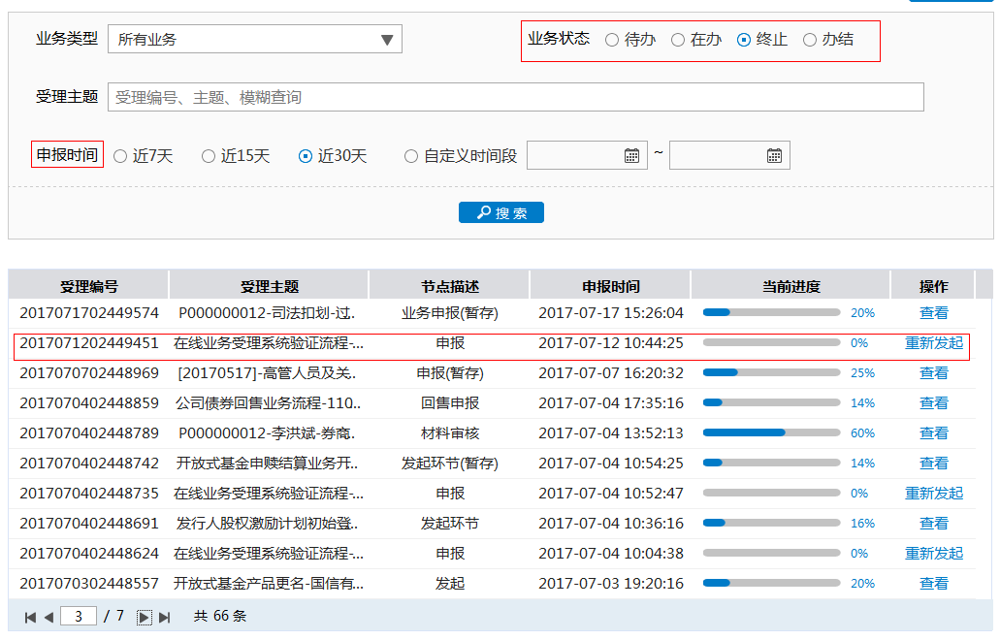 业务类型 所有业务 业务状态 待办 在办 终止 办结
受理主题 受理编号、主题、模糊查询
申报时间 近7天 近15天 近30天 自定义时间段 ~
搜 索
受理编号 受理主题 节点描述 申报时间 当前进度 操作
2017071702449574 P000000012-司法扣划-过.. 业务申报(暂存) 2017-07-17 15:26:04 20% 查看
2017071202449451 在线业务受理系统验证流程-... 申报 2017-07-12 10:44:25 0% 重新发起
2017070702448969 [20170517]-高管人员及关.. 申报(暂存) 2017-07-07 16:20:32 25% 查看
2017070402448859 公司债券回售业务流程-110.. 回售申报 2017-07-04 17:35:16 14% 查看
2017070402448789 P000000012-李洪斌-券商.. 材料审核 2017-07-04 13:52:13 60% 查看
2017070402448742 开放式基金申赎结算业务开.. 发起环节(暂存) 2017-07-04 10:54:25 14% 查看
2017070402448735 在线业务受理系统验证流程-... 申报 2017-07-04 10:52:47 0% 重新发起
2017070402448691 发行人股权激励计划初始登.. 发起环节 2017-07-04 10:36:16 16% 查看
2017070402448624 在线业务受理系统验证流程-... 申报 2017-07-04 10:04:38 0% 重新发起
2017070302448557 开放式基金产品更名-国信有... 发起 2017-07-03 19:20:16 20% 查看
3 / 7 共 66 条